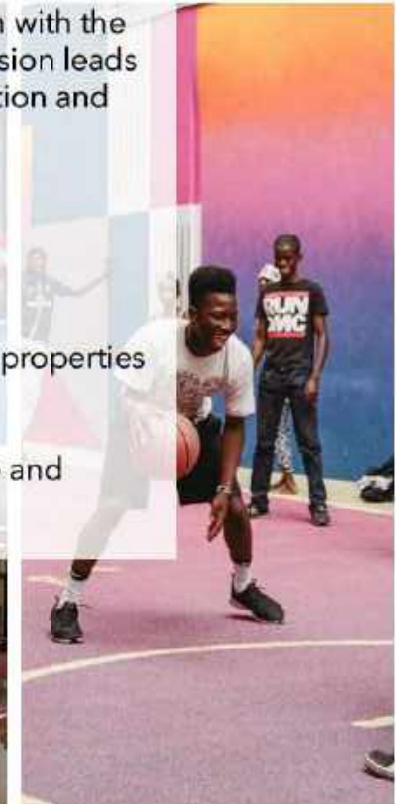 n with the
sion leads
tion and
properties
and
RUN
DMC